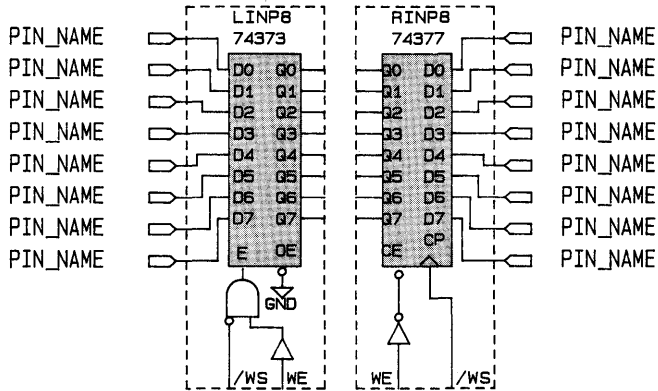 LINP8 RINP8
74373 74377
PIN_NAME D0 Q0 Q0 D0 PIN_NAME
PIN_NAME D1 Q1 Q1 D1 PIN_NAME
PIN_NAME D2 Q2 Q2 D2 PIN_NAME
PIN_NAME D3 Q3 Q3 D3 PIN_NAME
PIN_NAME D4 Q4 Q4 D4 PIN_NAME
PIN_NAME D5 Q5 Q5 D5 PIN_NAME
PIN_NAME D6 Q6 Q6 D6 PIN_NAME
PIN_NAME D7 Q7 Q7 D7 PIN_NAME
E OE CE CP
GND
/WS WE WE /WS